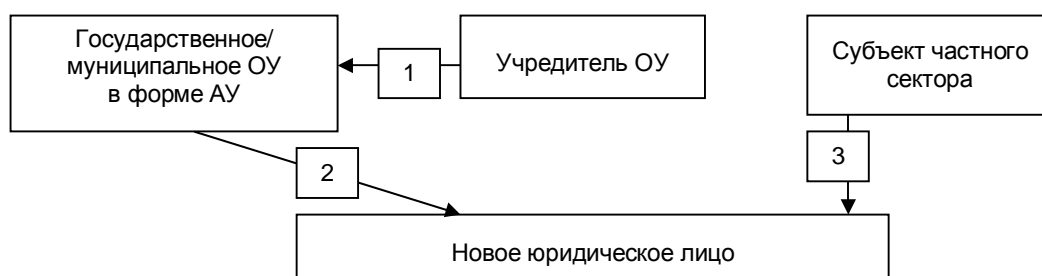 Государственное/
муниципальное ОУ
в форме АУ
1
Учредитель ОУ
Субъект частного
сектора
2
3
Новое юридическое лицо